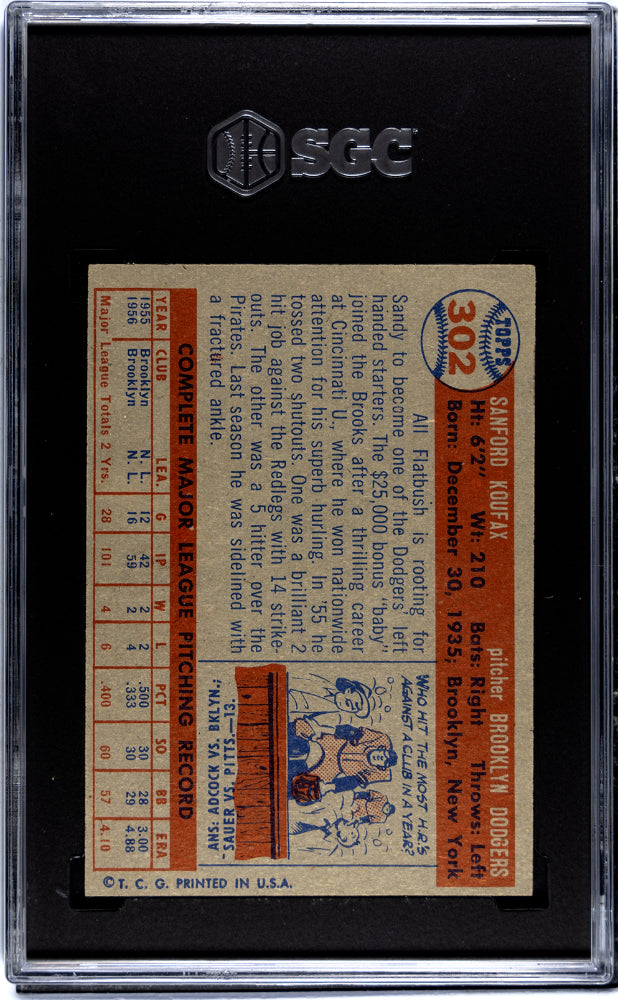 SGC
TOPPS
302
SANFORD KOUFAX pitcher BROOKLYN DODGERS
Ht: 6'2" Wt: 210 Bats: Right Throws: Left
Born: December 30, 1935; Brooklyn, New York
All Flatbush is rooting for
Sandy to become one of the Dodgers' left
handed starters. The $25,000 bonus "baby"
joined the Brooks after a thrilling career
at Cincinnati U., where he won nationwide
attention for his superb hurling. In '55 he
tossed two shutouts. One was a brilliant 2
hit job against the Redlegs with 14 strike-
outs. The other was a 5 hitter over the
Pirates. Last season he was sidelined with
a fractured ankle.
WHO HIT THE MOST H.R'S
AGAINST A CLUB IN A YEAR?
ANS: ADCOCK VS. BKLYN.;
SAUER VS. PITTS.—13.
COMPLETE MAJOR LEAGUE PITCHING RECORD
YEAR CLUB LEA. G IP W L PCT SO BB ERA
1955 Brooklyn N. L. 12 42 2 2 .500 30 28 3.00
1956 Brooklyn N. L. 16 59 2 4 .333 30 29 4.88
Major League Totals 2 Yrs. 28 101 4 6 .400 60 57 4.10
© T. C. G. PRINTED IN U.S.A.